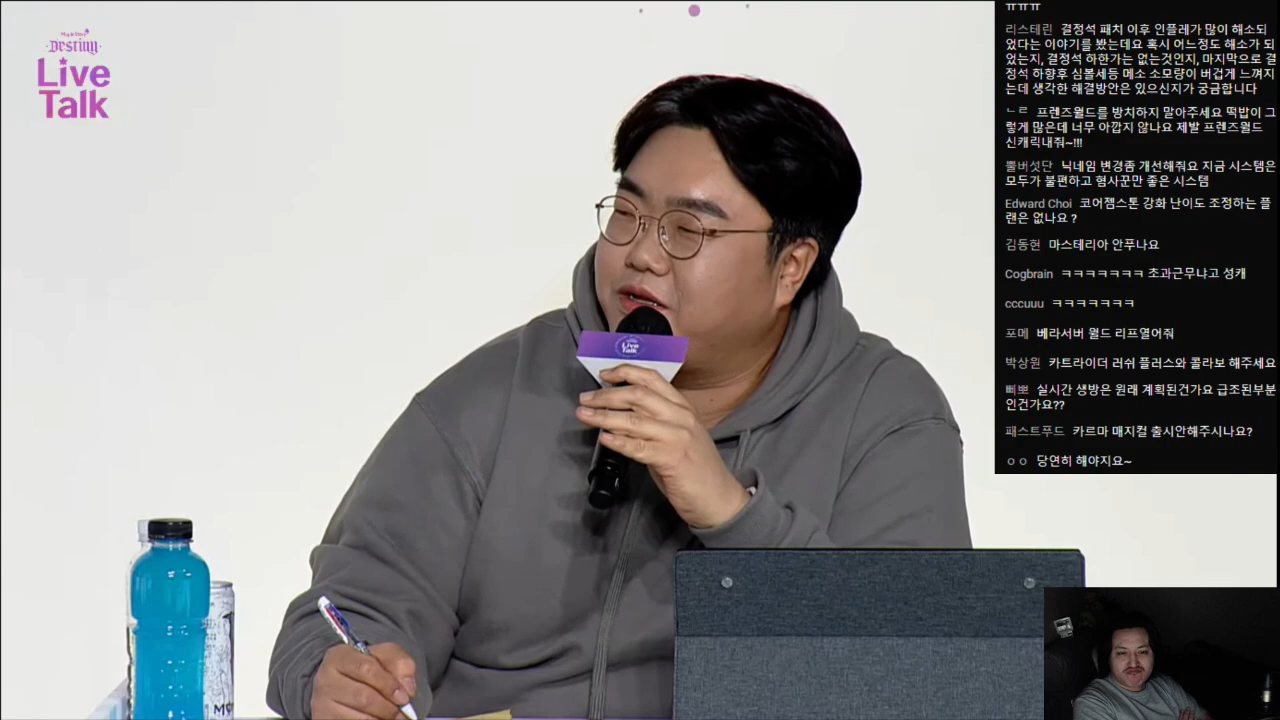 Destiny
Live
Talk
ㅠㅠㅠ
리스테린 결정석 패치 이후 인플레가 많이 해소되
었다는 이야기를 봤는데요 혹시 어느정도 해소가 되
었는지, 결정석 하한가는 없는것인지, 마지막으로 결
정석 하향후 심볼세등 메소 소모량이 버겁게 느껴지
는데 생각한 해결방안은 있으신지가 궁금합니다
ㄴㄹ 프렌즈월드를 방치하지 말아주세요 떡밥이 그
렇게 많은데 너무 아깝지 않나요 제발 프렌즈월드
신캐릭내줘~!!!
뿔버섯단 닉네임 변경좀 개선해줘요 지금 시스템은
모두가 불편하고 혐사꾼만 좋은 시스템
Edward Choi 코어젬스톤 강화 난이도 조정하는 플
랜은 없나요 ?
김동현 마스테리아 안푸나요
Cogbrain ㅋㅋㅋㅋㅋㅋㅋ 초과근무냐고 성캐
cccuuu ㅋㅋㅋㅋㅋㅋㅋ
포메 베라서버 월드 리프열어줘
박상원 카트라이더 러쉬 플러스와 콜라보 해주세요
삐뽀 실시간 생방은 원래 계획된건가요 급조된부분
인건가요??
패스트푸드 카르마 매지컬 출시안해주시나요?
ㅇㅇ 당연히 해야지요~
Live
Talk